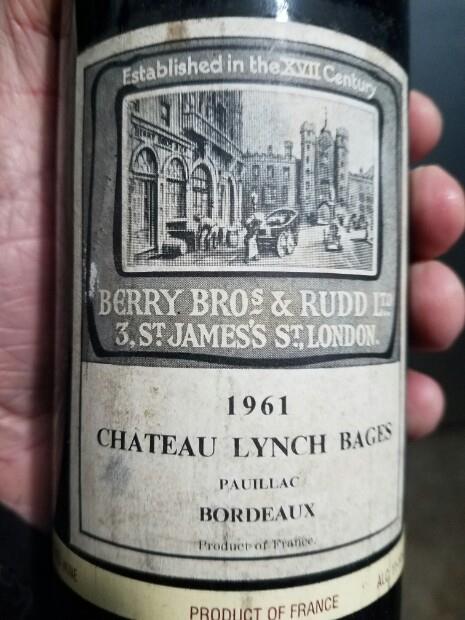 Established in the XVII Century
BERRY BROS & RUDD LTD
3, ST JAMES'S ST, LONDON.
1961
CHATEAU LYNCH BAGES
PAUILLAC
BORDEAUX
Product of France.
PRODUCT OF FRANCE